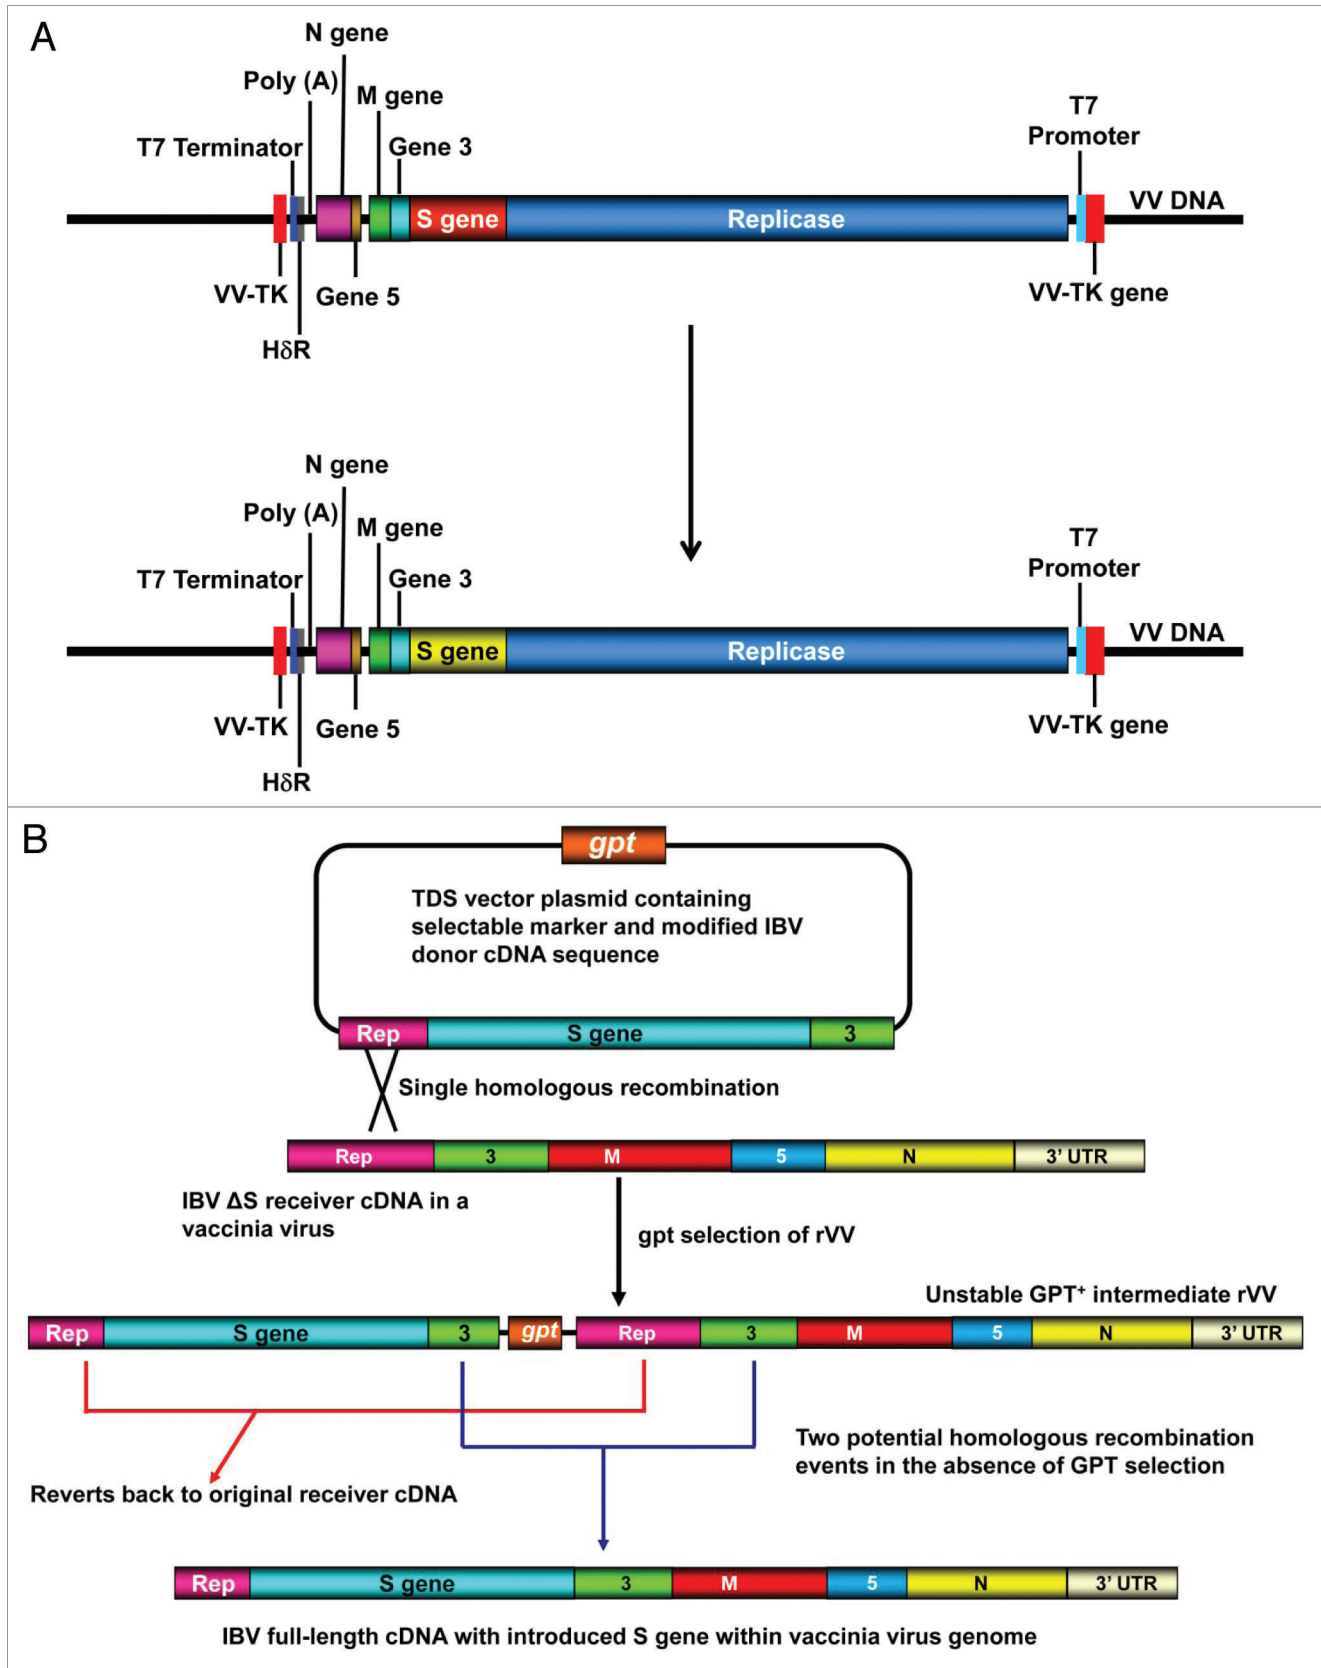 A
N gene
Poly (A)
M gene
T7
Promoter
T7 Terminator
Gene 3
VV DNA
S gene
Replicase
VV-TK
Gene 5
VV-TK gene
HδR
N gene
Poly (A)
M gene
T7
Promoter
T7 Terminator
Gene 3
VV DNA
S gene
Replicase
VV-TK
Gene 5
VV-TK gene
HδR
B
gpt
TDS vector plasmid containing
selectable marker and modified IBV
donor cDNA sequence
Rep S gene 3
Single homologous recombination
Rep 3 M 5 N 3’ UTR
IBV ΔS receiver cDNA in a
vaccinia virus
gpt selection of rVV
Unstable GPT+ intermediate rVV
Rep S gene 3 gpt Rep 3 M 5 N 3’ UTR
Two potential homologous recombination
events in the absence of GPT selection
Reverts back to original receiver cDNA
Rep S gene 3 M 5 N 3’ UTR
IBV full-length cDNA with introduced S gene within vaccinia virus genome